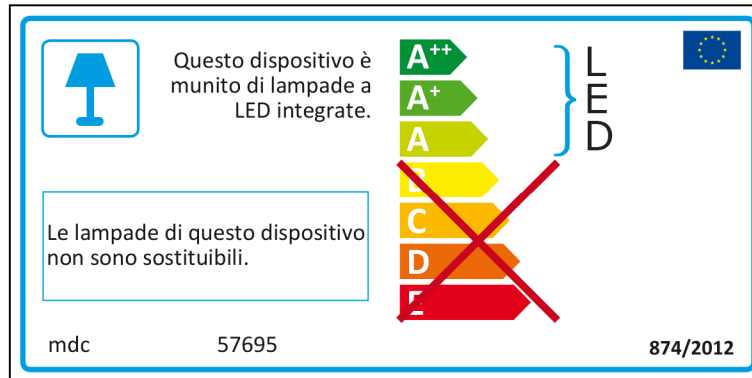 Questo dispositivo è
munito di lampade a
LED integrate.
Le lampade di questo dispositivo
non sono sostituibili.
A++
A+
A
B
C
D
E
L
E
D
mdc 57695
874/2012